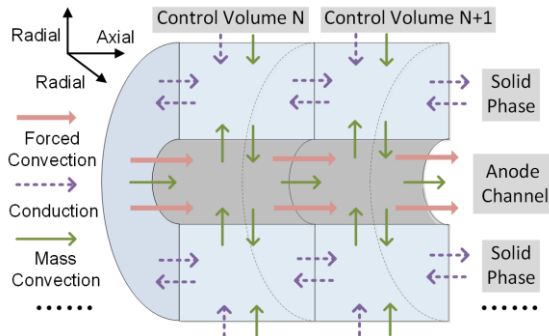 Control Volume N
Control Volume N+1
Radial
Axial
Radial
Forced
Convection
Conduction
Mass
Convection
......
Solid
Phase
Anode
Channel
Solid
Phase
......